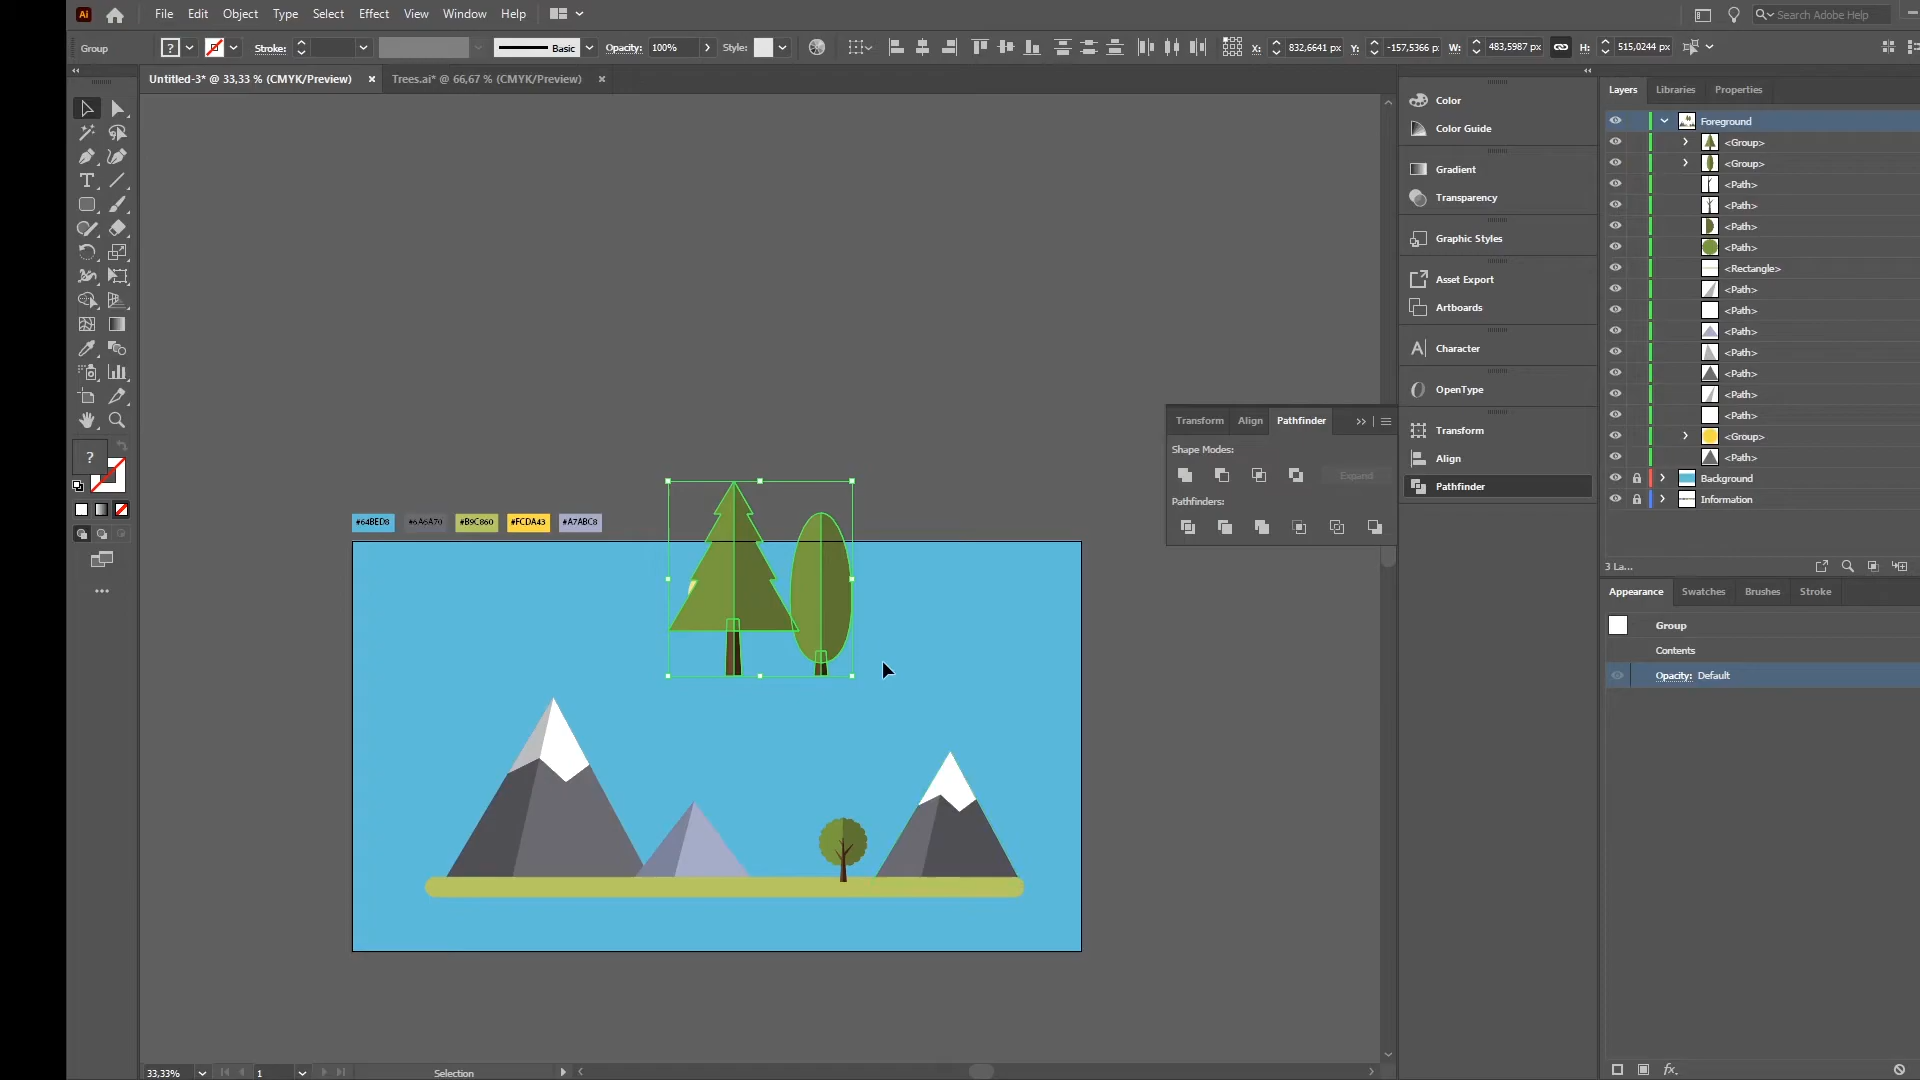 Ai File Edit Object Type Select Effect View Window Help Search Adobe Help
Group ? Stroke: Basic Opacity: 100% Style: X: 832,6641 px Y: -157,5366 p W: 483,5987 px H: 515,0244 px
Untitled-3* @ 33,33 % (CMYK/Preview) × Trees.ai* @ 66,67 % (CMYK/Preview) ×
Layers Libraries Properties
Color
Color Guide
Gradient
Transparency
Graphic Styles
Asset Export
Artboards
Character
OpenType
Transform
Align
Pathfinder
Foreground
<Group>
<Group>
<Path>
<Path>
<Path>
<Path>
<Rectangle>
<Path>
<Path>
<Path>
<Path>
<Path>
<Path>
<Path>
<Group>
<Path>
Background
Information
3 La...
Transform Align Pathfinder
Shape Modes:
Expand
Pathfinders:
?
#64BED8 #6A6A70 #B9C860 #FCDA43 #A7ABC8
Appearance Swatches Brushes Stroke
Group
Contents
Opacity: Default
33,33% 1 Selection
fx.